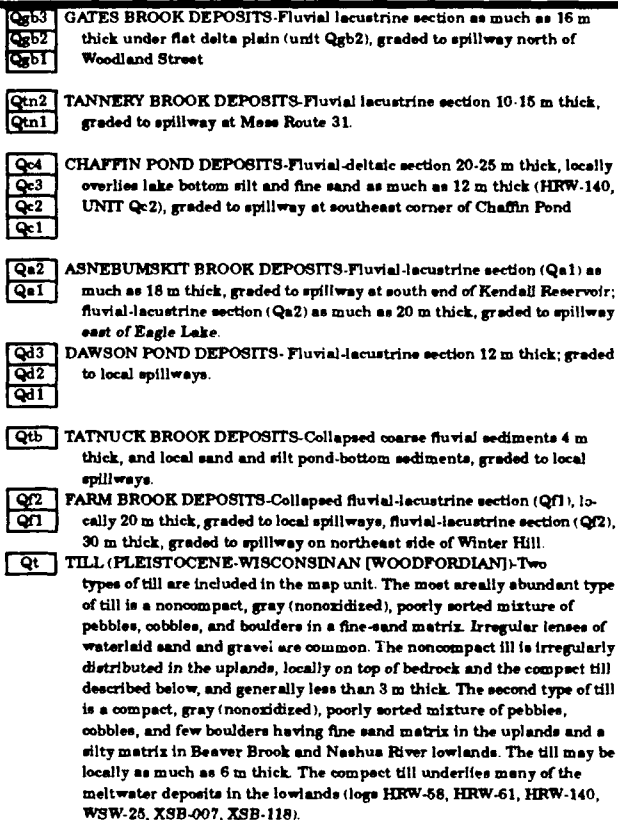 Qgb3 GATES BROOK DEPOSITS-Fluvial lacustrine section as much as 16 m
Qgb2 thick under flat delta plain (unit Qgb2), graded to spillway north of
Qgb1 Woodland Street
Qtn2 TANNERY BROOK DEPOSITS-Fluvial lacustrine section 10-15 m thick,
Qtn1 graded to spillway at Mass Route 31.
Qc4 CHAFFIN POND DEPOSITS-Fluvial-deltaic section 20-25 m thick, locally
Qc3 overlies lake bottom silt and fine sand as much as 12 m thick (HRW-140,
Qc2 UNIT Qc2), graded to spillway at southeast corner of Chaffin Pond
Qc1
Qa2 ASNEBUMSKIT BROOK DEPOSITS-Fluvial-lacustrine section (Qa1) as
Qa1 much as 18 m thick, graded to spillway at south end of Kendall Reservoir;
fluvial-lacustrine section (Qa2) as much as 20 m thick, graded to spillway
east of Eagle Lake.
Qd3 DAWSON POND DEPOSITS- Fluvial-lacustrine section 12 m thick; graded
Qd2 to local spillways.
Qd1
Qtb TATNUCK BROOK DEPOSITS-Collapsed coarse fluvial sediments 4 m
thick, and local sand and silt pond-bottom sediments, graded to local
spillways.
Qf2 FARM BROOK DEPOSITS-Collapsed fluvial-lacustrine section (Qf1), lo-
Qf1 cally 20 m thick, graded to local spillways, fluvial-lacustrine section (Qf2),
30 m thick, graded to spillway on northeast side of Winter Hill.
Qt TILL (PLEISTOCENE-WISCONSINAN [WOODFORDIAN])-Two
types of till are included in the map unit. The most areally abundant type
of till is a noncompact, gray (nonoxidized), poorly sorted mixture of
pebbles, cobbles, and boulders in a fine-sand matrix. Irregular lenses of
waterlaid sand and gravel are common. The noncompact ill is irregularly
distributed in the uplands, locally on top of bedrock and the compact till
described below, and generally less than 3 m thick. The second type of till
is a compact, gray (nonoxidized), poorly sorted mixture of pebbles,
cobbles, and few boulders having fine sand matrix in the uplands and a
silty matrix in Beaver Brook and Nashua River lowlands. The till may be
locally as much as 6 m thick. The compact till underlies many of the
meltwater deposits in the lowlands (logs HRW-58, HRW-61, HRW-140,
WSW-25, XSB-007, XSB-118).